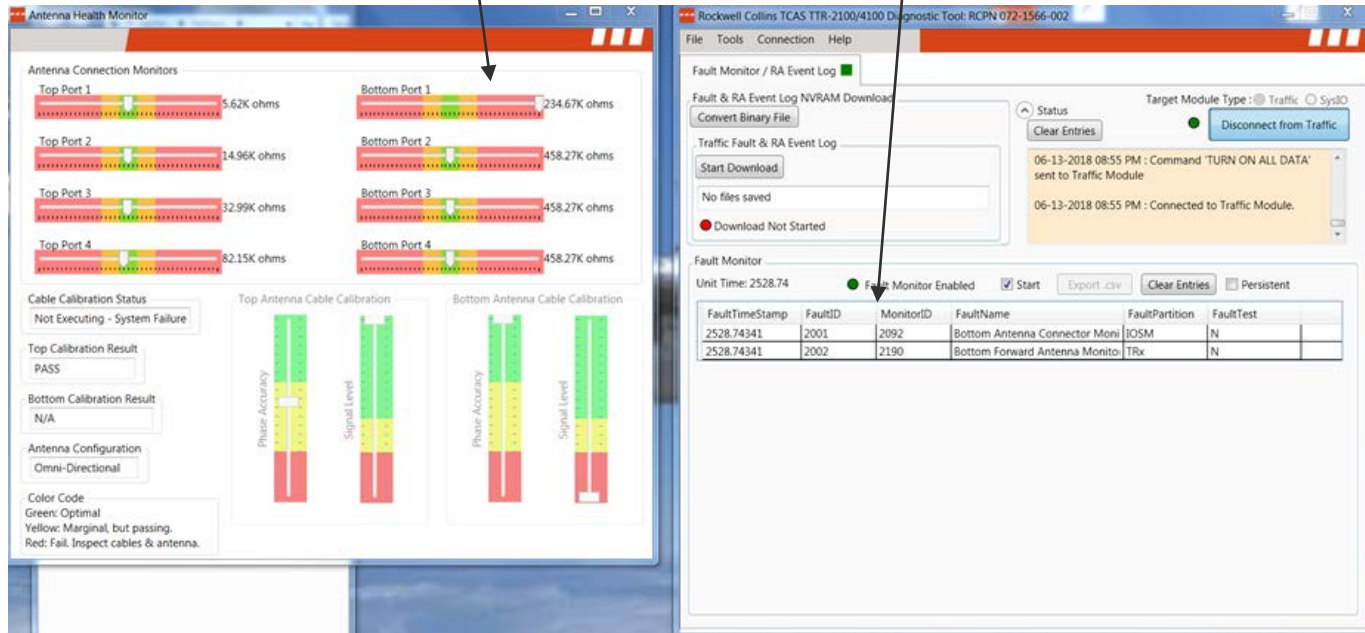 Antenna Health Monitor
Antenna Connection Monitors
Top Port 1
5.62K ohms
Bottom Port 1
234.67K ohms
Top Port 2
14.96K ohms
Bottom Port 2
458.27K ohms
Top Port 3
32.99K ohms
Bottom Port 3
458.27K ohms
Top Port 4
82.15K ohms
Bottom Port 4
458.27K ohms
Cable Calibration Status
Not Executing - System Failure
Top Calibration Result
PASS
Bottom Calibration Result
N/A
Antenna Configuration
Omni-Directional
Color Code
Green: Optimal
Yellow: Marginal, but passing.
Red: Fail. Inspect cables & antenna.
Top Antenna Cable Calibration
Phase Accuracy
Signal Level
Bottom Antenna Cable Calibration
Phase Accuracy
Signal Level
Rockwell Collins TCAS TTR-2100/4100 Diagnostic Tool: RCPN 072-1566-002
File Tools Connection Help
Fault Monitor / RA Event Log
Fault & RA Event Log NVRAM Download
Convert Binary File
Traffic Fault & RA Event Log
Start Download
No files saved
Download Not Started
Target Module Type : Traffic SysIO
Status
Clear Entries
Disconnect from Traffic
06-13-2018 08:55 PM : Command 'TURN ON ALL DATA'
sent to Traffic Module
06-13-2018 08:55 PM : Connected to Traffic Module.
Fault Monitor
Unit Time: 2528.74
Fault Monitor Enabled
Start
Export .csv
Clear Entries
Persistent
FaultTimeStamp FaultID MonitorID FaultName FaultPartition FaultTest
2528.74341 2001 2092 Bottom Antenna Connector Moni IOSM N
2528.74341 2002 2190 Bottom Forward Antenna Monitor TRx N